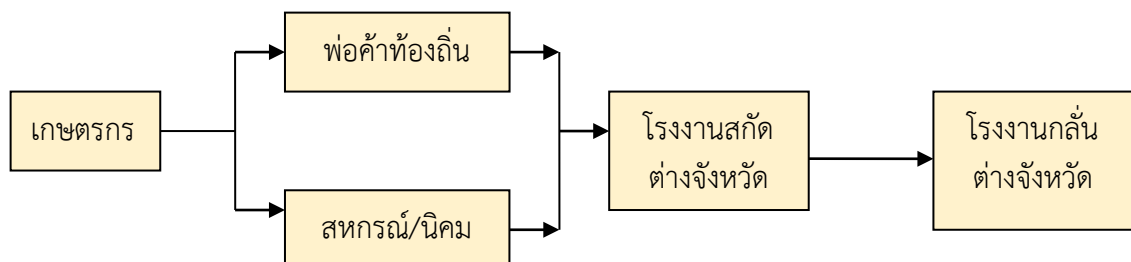 พ่อค้าท้องถิ่น
เกษตรกร
โรงงานสกัด
ต่างจังหวัด
โรงงานกลั่น
ต่างจังหวัด
สหกรณ์/นิคม